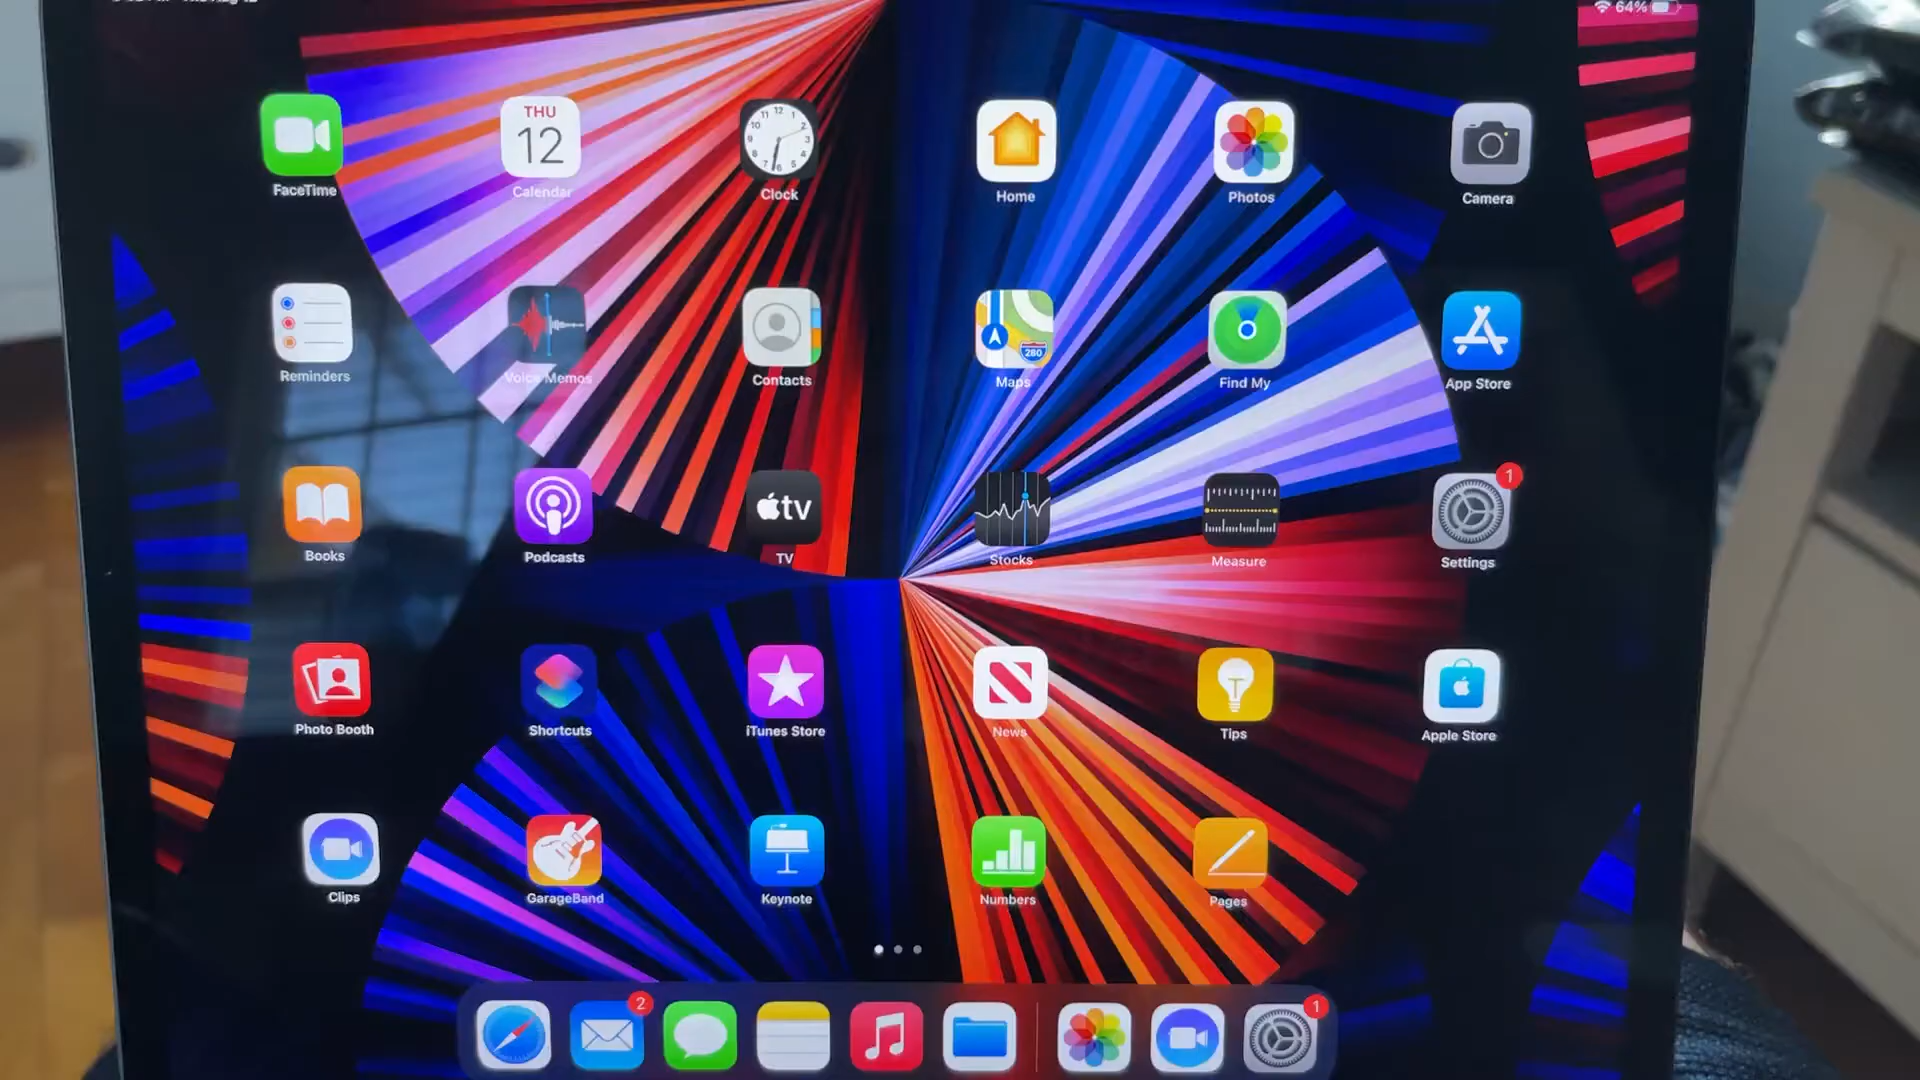 64%
THU
12
FaceTime
Calendar
Clock
Home
Photos
Camera
280
Reminders
Voice Memos
Contacts
Maps
Find My
App Store
tv
1
Books
Podcasts
TV
Stocks
Measure
Settings
Photo Booth
Shortcuts
iTunes Store
News
Tips
Apple Store
Clips
GarageBand
Keynote
Numbers
Pages
2
1